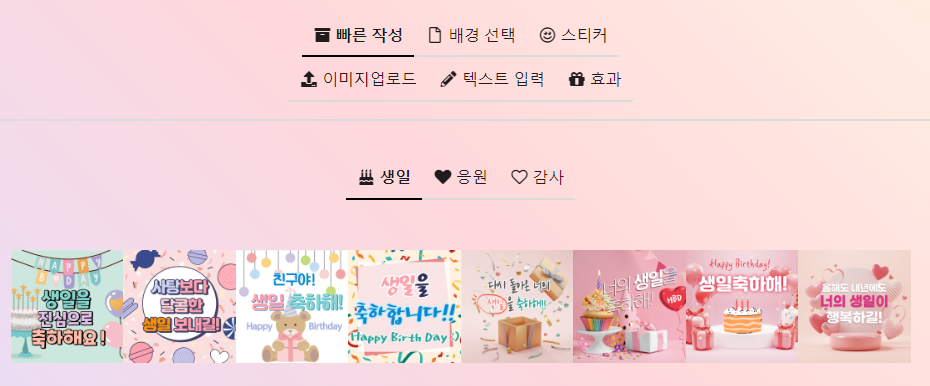 빠른 작성 배경 선택 스티커
이미지업로드 텍스트 입력 효과
생일 응원 감사
HAPPY
B DAY
생일을
진심으로
축하해요!
사탕보다
달콤한
생일 보내길!
친구야!
생일 축하해!
Happy Birthday
생일을
축하합니다!!
Happy Birth Day :)
다시 돌아온 너의
생일을 축하해!
너의 생일을
축하해!
HBD
Happy Birthday!
생일축하해!
올해도 내년에도
너의 생일이
행복하길!